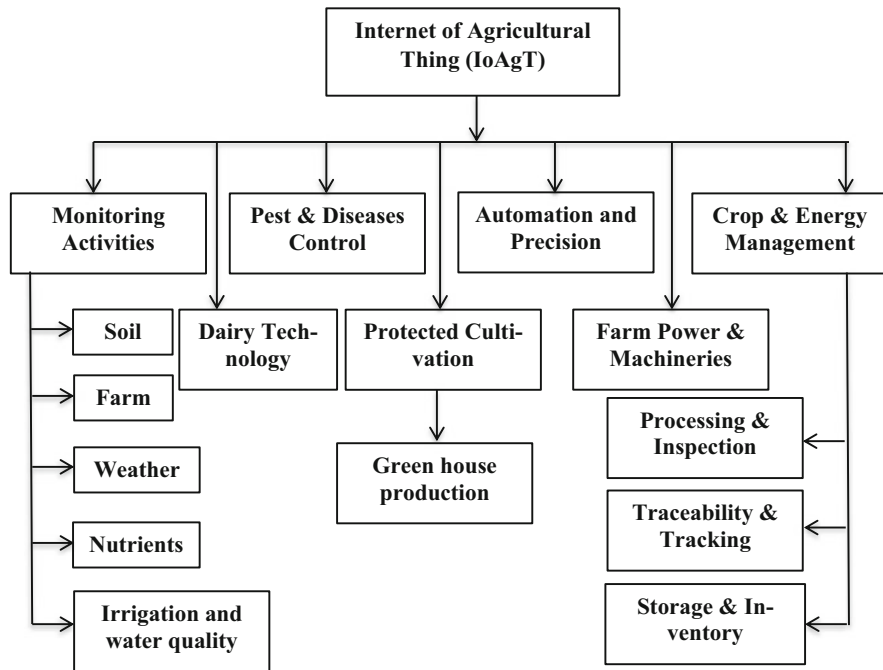 Internet of Agricultural
Thing (IoAgT)
Monitoring
Activities
Pest & Diseases
Control
Automation and
Precision
Crop & Energy
Management
Soil
Farm
Weather
Nutrients
Irrigation and
water quality
Dairy Tech-
nology
Protected Culti-
vation
Green house
production
Farm Power &
Machineries
Processing &
Inspection
Traceability &
Tracking
Storage & In-
ventory